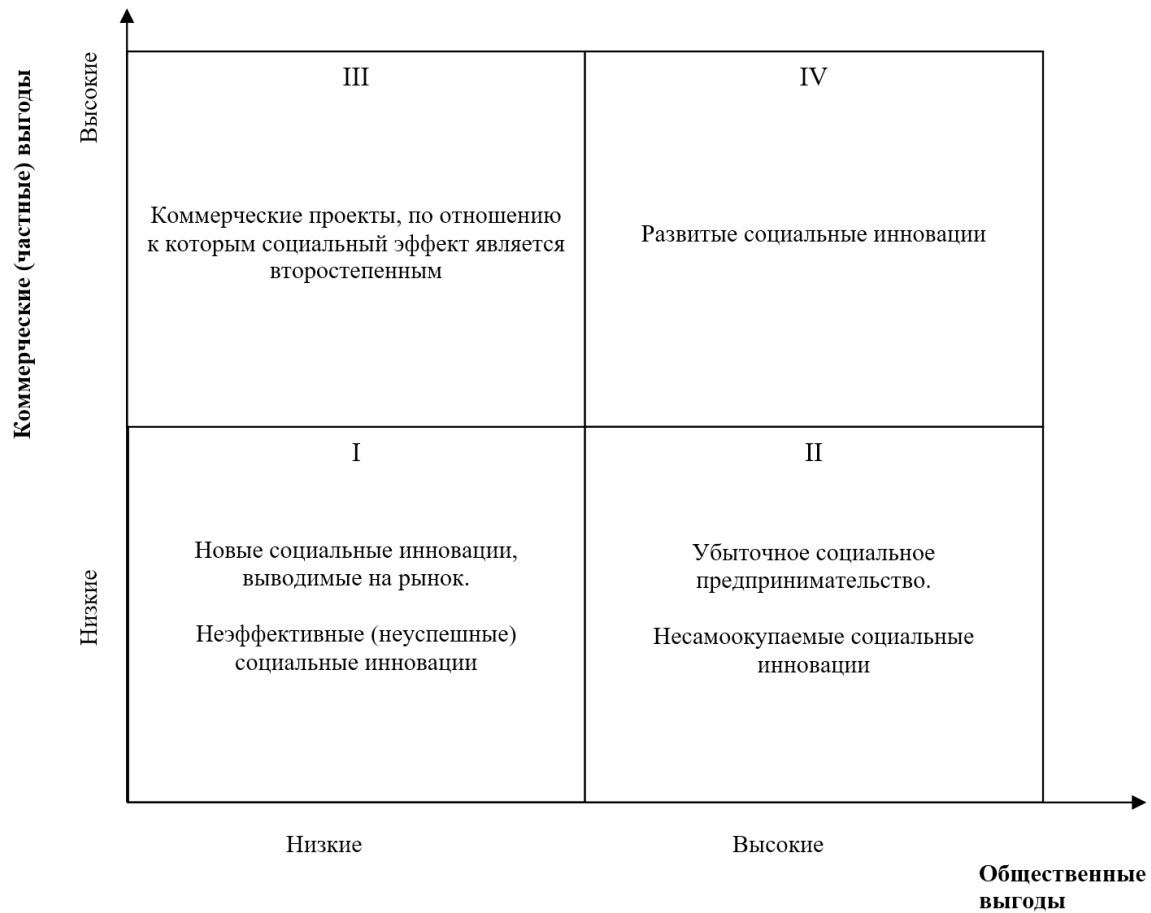 Коммерческие (частные) выгоды
Высокие
Низкие
III
Коммерческие проекты, по отношению
к которым социальный эффект является
второстепенным
IV
Развитые социальные инновации
I
Новые социальные инновации,
выводимые на рынок.
Неэффективные (неуспешные)
социальные инновации
II
Убыточное социальное
предпринимательство.
Несамоокупаемые социальные
инновации
Низкие
Высокие
Общественные
выгоды